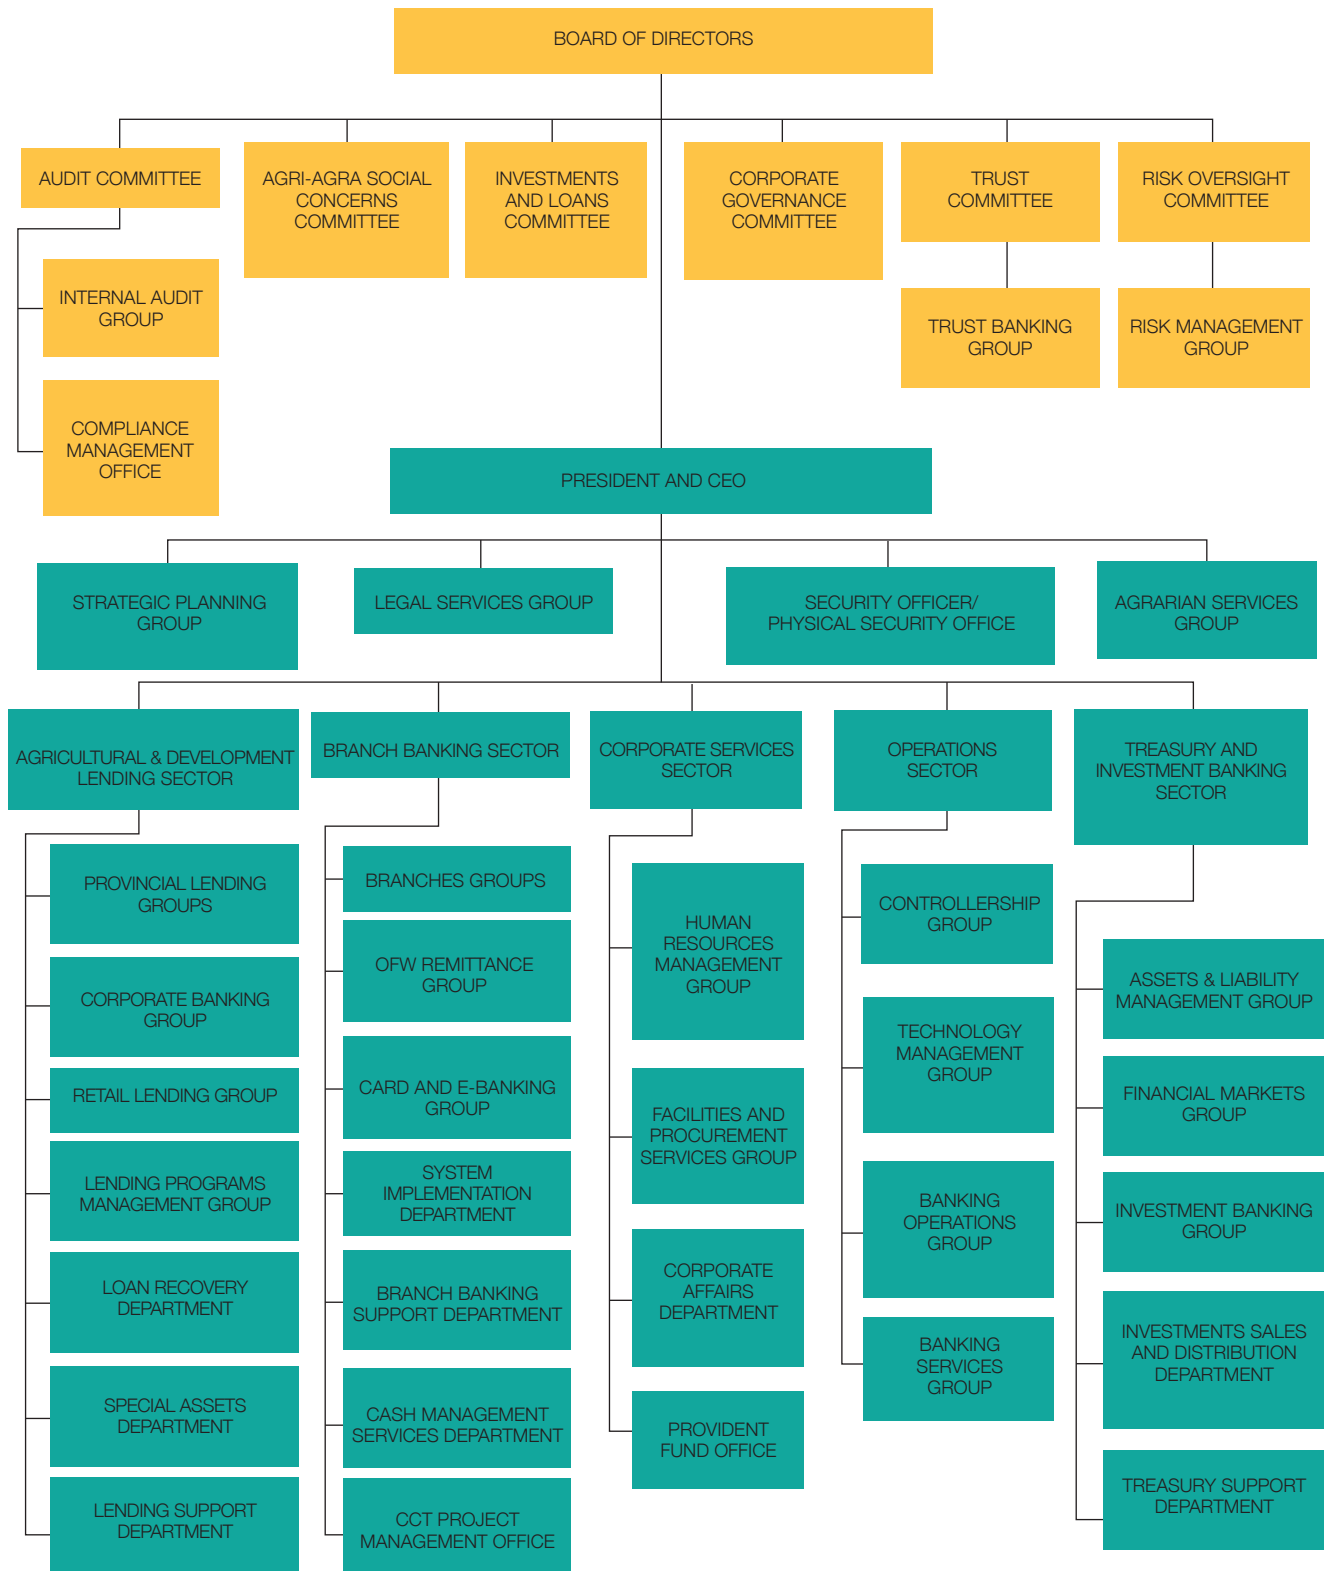 BOARD OF DIRECTORS
AUDIT COMMITTEE
AGRI-AGRA SOCIAL
CONCERNS
COMMITTEE
INVESTMENTS
AND LOANS
COMMITTEE
CORPORATE
GOVERNANCE
COMMITTEE
TRUST
COMMITTEE
RISK OVERSIGHT
COMMITTEE
INTERNAL AUDIT
GROUP
TRUST BANKING
GROUP
RISK MANAGEMENT
GROUP
COMPLIANCE
MANAGEMENT
OFFICE
PRESIDENT AND CEO
STRATEGIC PLANNING
GROUP
LEGAL SERVICES GROUP
SECURITY OFFICER/
PHYSICAL SECURITY OFFICE
AGRARIAN SERVICES
GROUP
AGRICULTURAL & DEVELOPMENT
LENDING SECTOR
BRANCH BANKING SECTOR
CORPORATE SERVICES
SECTOR
OPERATIONS
SECTOR
TREASURY AND
INVESTMENT BANKING
SECTOR
PROVINCIAL LENDING
GROUPS
CORPORATE BANKING
GROUP
RETAIL LENDING GROUP
LENDING PROGRAMS
MANAGEMENT GROUP
LOAN RECOVERY
DEPARTMENT
SPECIAL ASSETS
DEPARTMENT
LENDING SUPPORT
DEPARTMENT
BRANCHES GROUPS
OFW REMITTANCE
GROUP
CARD AND E-BANKING
GROUP
SYSTEM
IMPLEMENTATION
DEPARTMENT
BRANCH BANKING
SUPPORT DEPARTMENT
CASH MANAGEMENT
SERVICES DEPARTMENT
CCT PROJECT
MANAGEMENT OFFICE
HUMAN
RESOURCES
MANAGEMENT
GROUP
FACILITIES AND
PROCUREMENT
SERVICES GROUP
CORPORATE
AFFAIRS
DEPARTMENT
PROVIDENT
FUND OFFICE
CONTROLLERSHIP
GROUP
TECHNOLOGY
MANAGEMENT
GROUP
BANKING
OPERATIONS
GROUP
BANKING
SERVICES
GROUP
ASSETS & LIABILITY
MANAGEMENT GROUP
FINANCIAL MARKETS
GROUP
INVESTMENT BANKING
GROUP
INVESTMENTS SALES
AND DISTRIBUTION
DEPARTMENT
TREASURY SUPPORT
DEPARTMENT